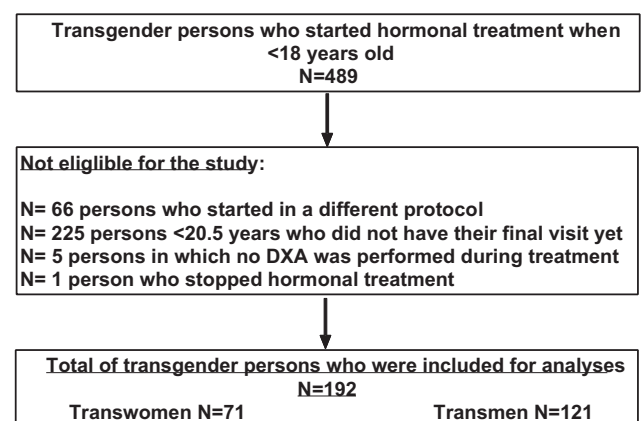 Transgender persons who started hormonal treatment when
<18 years old
N=489
Not eliglible for the study:
N= 66 persons who started in a different protocol
N= 225 persons <20.5 years who did not have their final visit yet
N= 5 persons in which no DXA was performed during treatment
N= 1 person who stopped hormonal treatment
Total of transgender persons who were included for analyses
N=192
Transwomen N=71 Transmen N=121